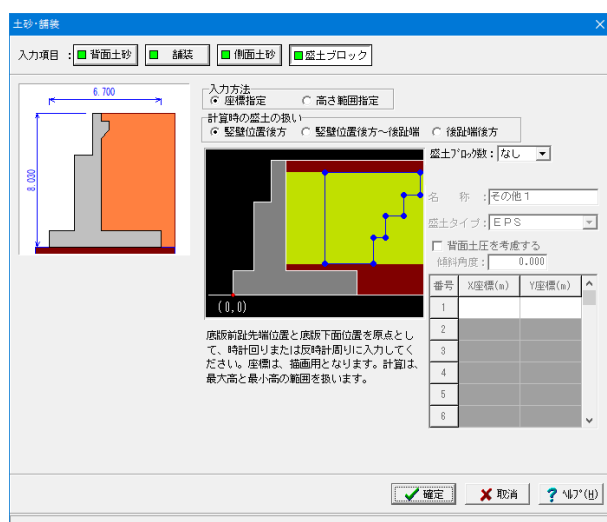 土砂・舗装
入力項目 : 背面土砂 舗装 側面土砂 盛土ブロック
6.700
8.030
入力方法
座標指定 高さ範囲指定
計算時の盛土の扱い
竪壁位置後方 竪壁位置後方～後趾端 後趾端後方
(0,0)
底版前趾先端位置と底版下面位置を原点とし
て、時計回りまたは反時計周りに入力してく
ださい。座標は、描画用となります。計算は、
最大高と最小高の範囲を扱います。
盛土ﾌﾞﾛｯｸ数 : なし
名 称 : その他１
盛土タイプ : ＥＰＳ
背面土圧を考慮する
傾斜角度 : 0.000
番号 X座標(m) Y座標(m)
1
2
3
4
5
6
確定 取消 ﾍﾙﾌﾟ(H)